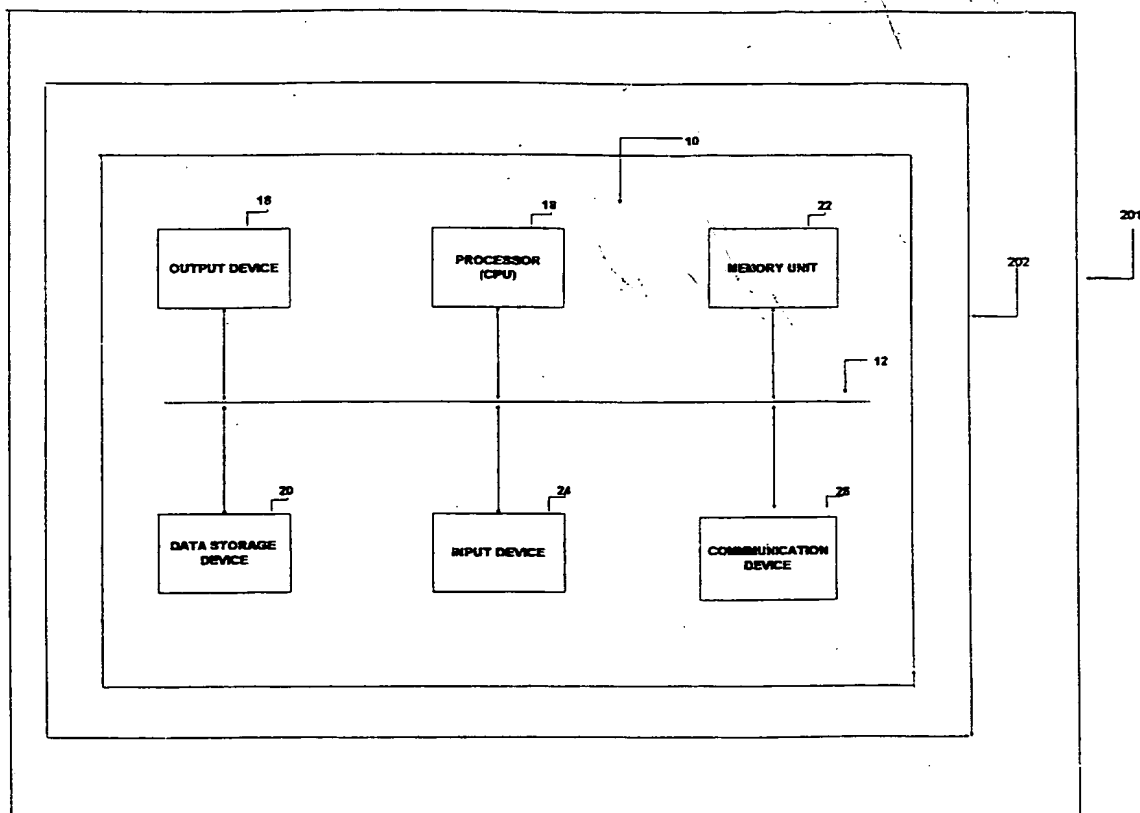 10
16
18
22
201
OUTPUT DEVICE
PROCESSOR
(CPU)
MEMORY UNIT
202
12
20
24
DATA STORAGE
DEVICE
INPUT DEVICE
COMMMUNICATION
DEVICE